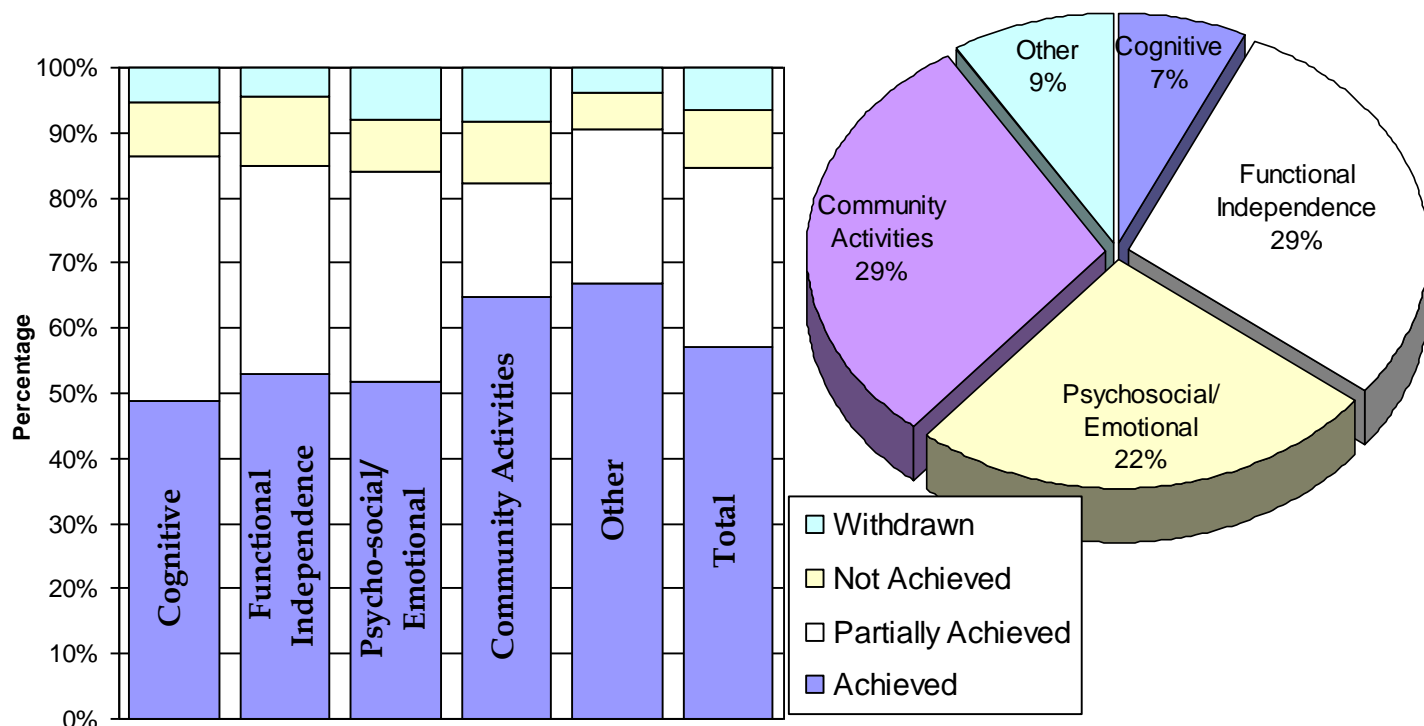 Percentage
100%
90%
80%
70%
60%
50%
40%
30%
20%
10%
0%
Cognitive
Functional
Independence
Psycho-social/
Emotional
Community Activities
Other
Total
Other
9%
Cognitive
7%
Functional
Independence
29%
Community
Activities
29%
Psychosocial/
Emotional
22%
Withdrawn
Not Achieved
Partially Achieved
Achieved